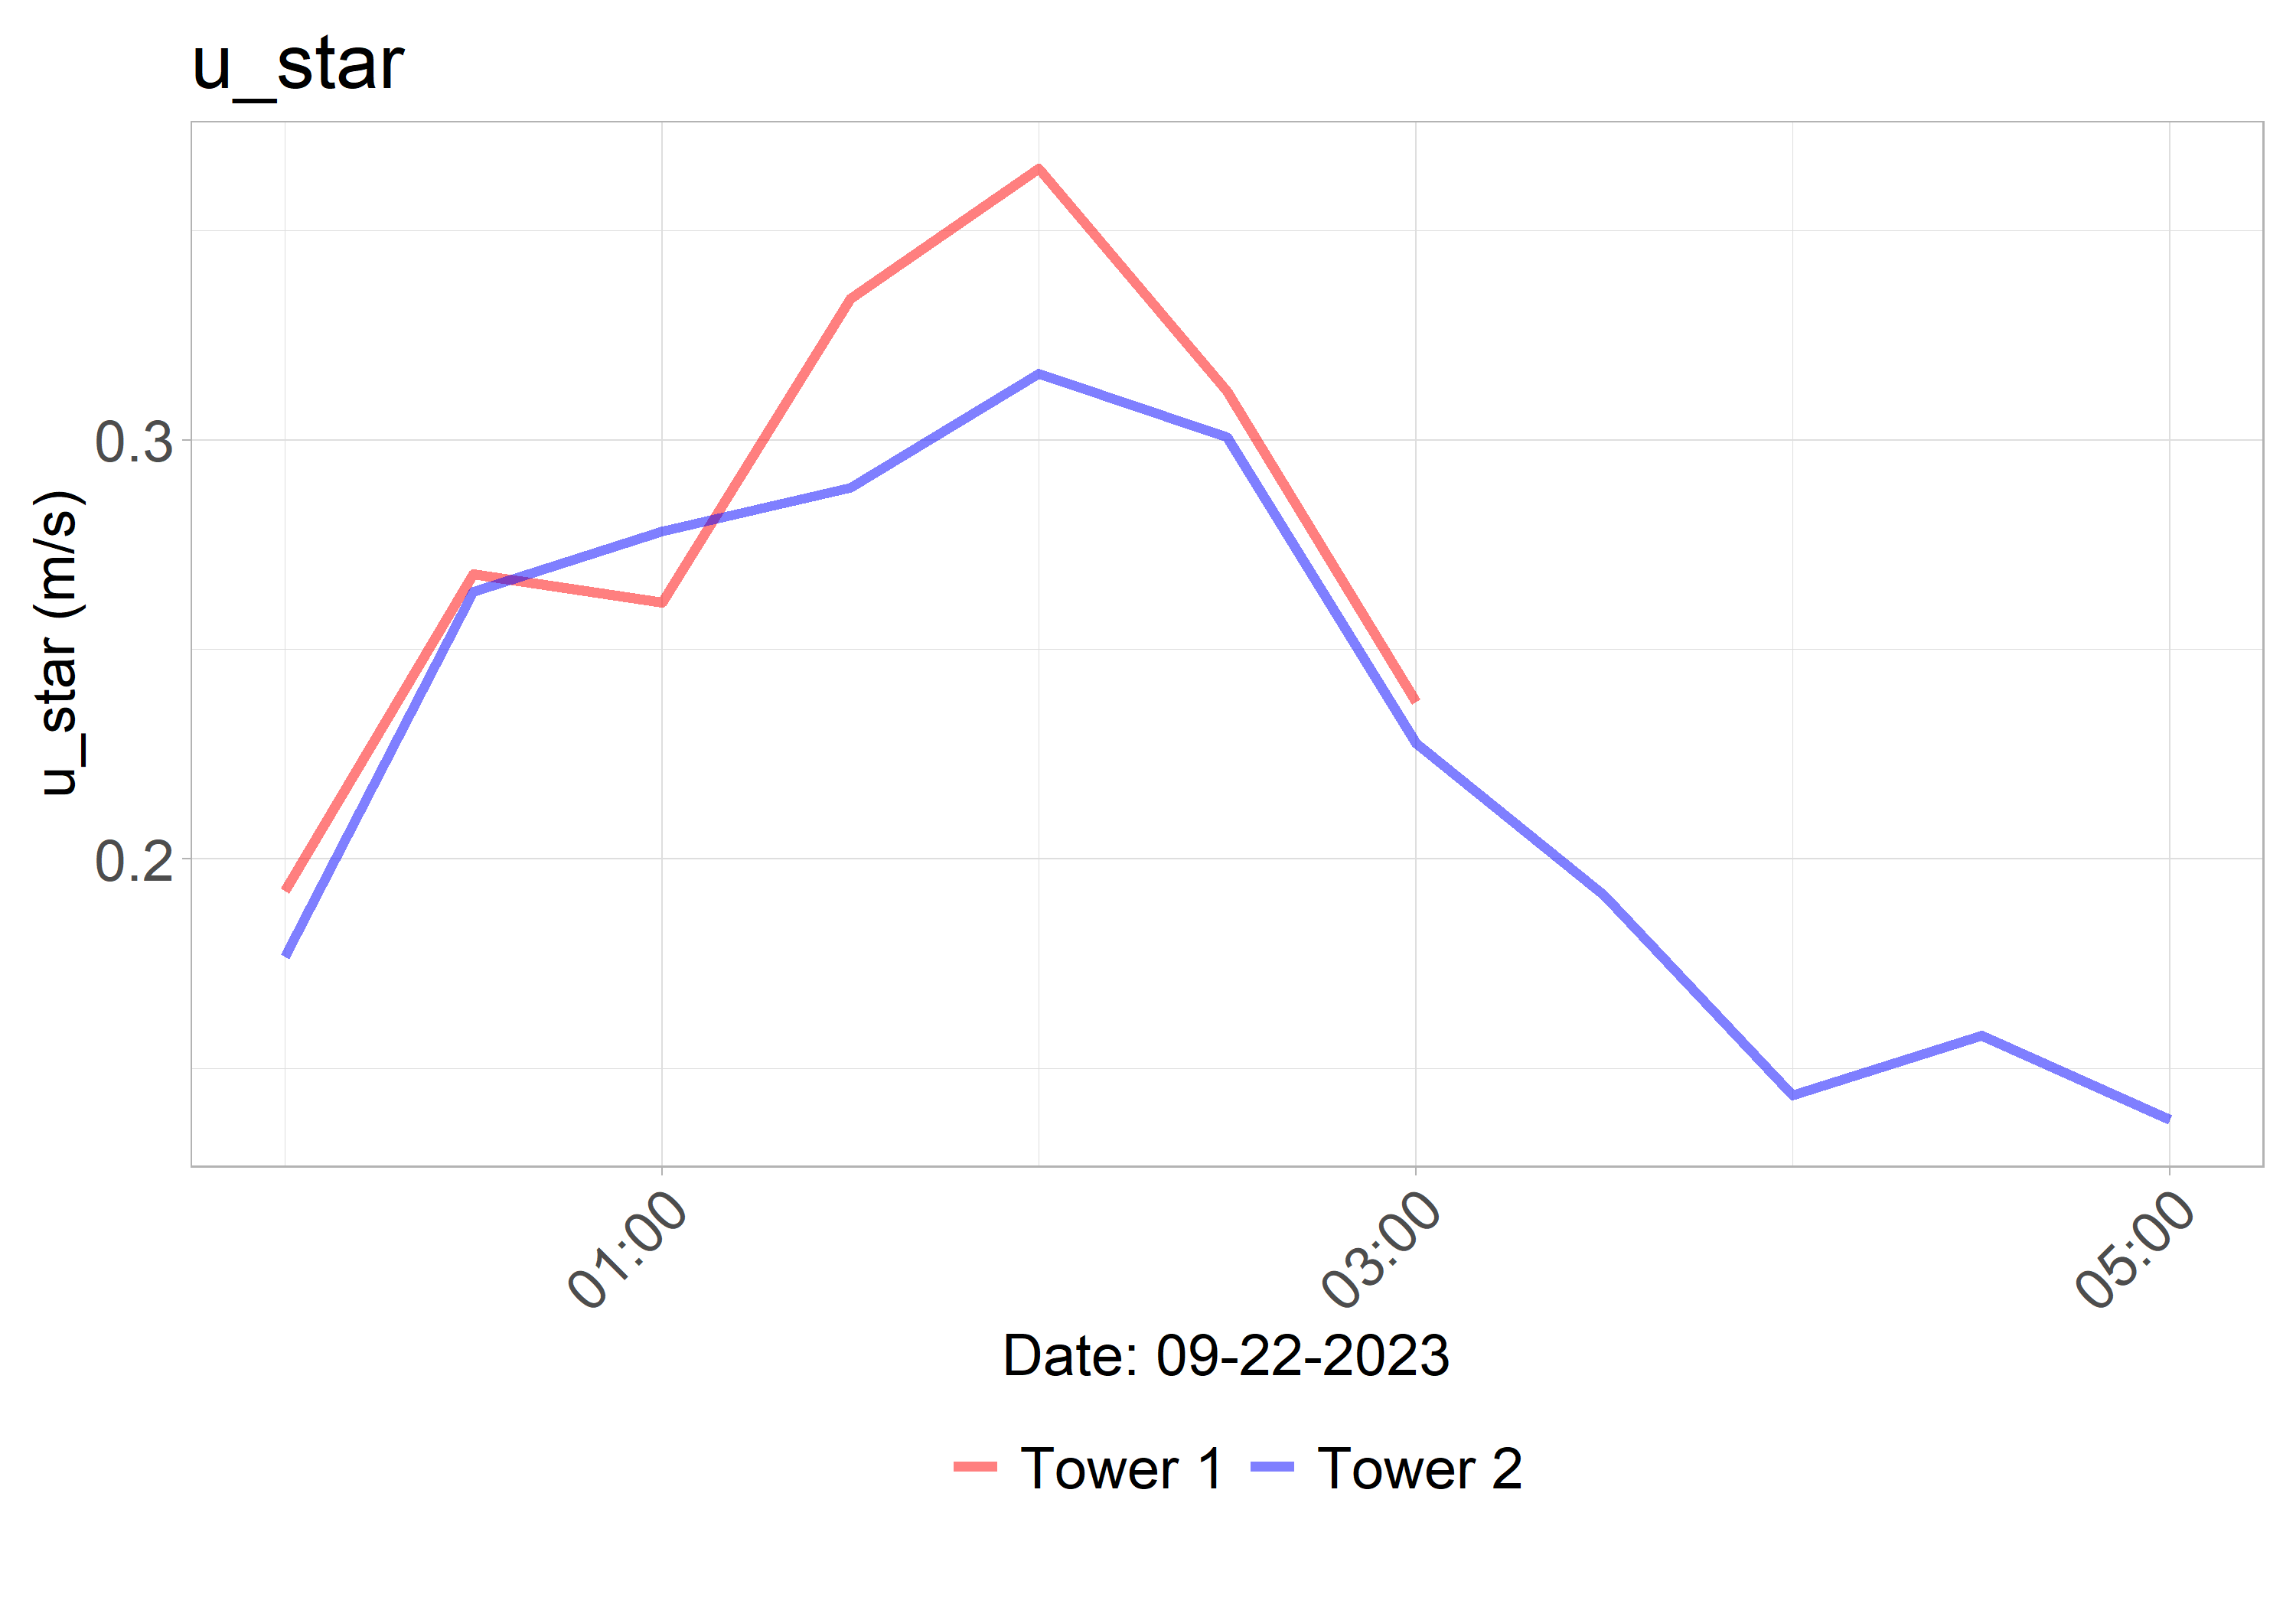 u_star
u_star (m/s)
0.3
0.2
01:00 03:00 05:00
Date: 09-22-2023
Tower 1 Tower 2